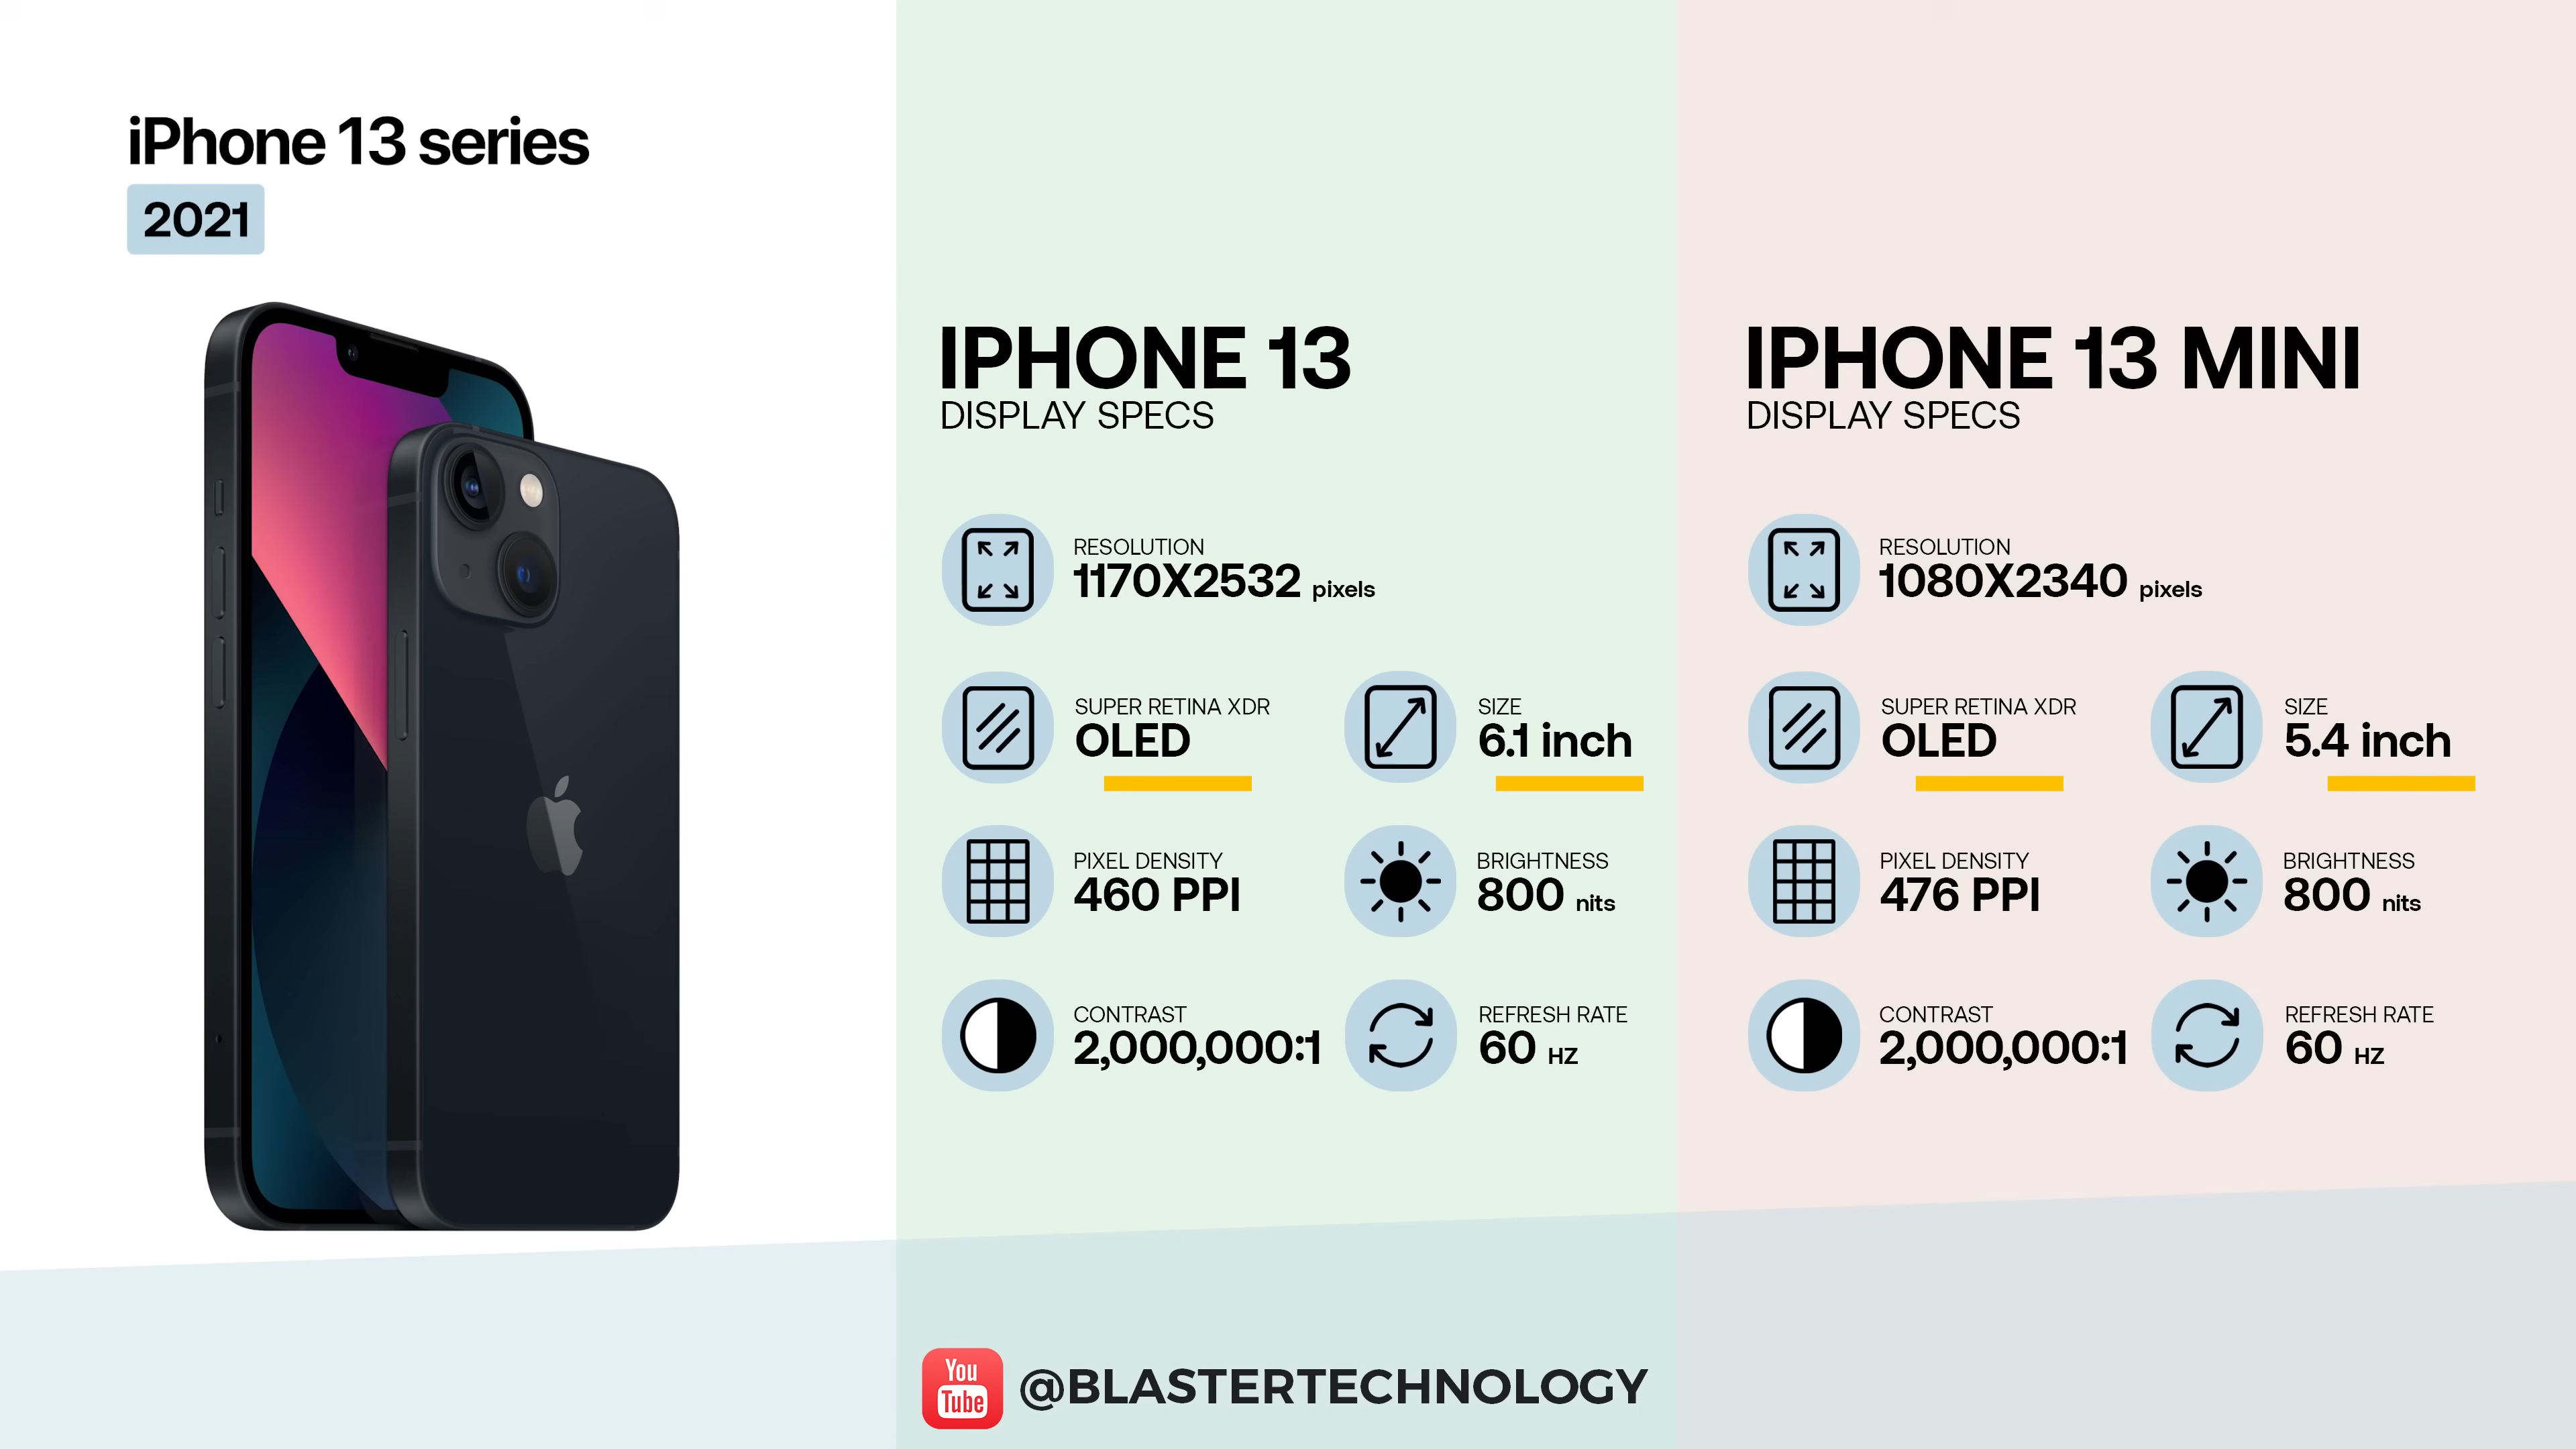 iPhone 13 series
2021
IPHONE 13
DISPLAY SPECS
RESOLUTION
1170X2532 pixels
SUPER RETINA XDR
OLED
SIZE
6.1 inch
PIXEL DENSITY
460 PPI
BRIGHTNESS
800 nits
CONTRAST
2,000,000:1
REFRESH RATE
60 HZ
IPHONE 13 MINI
DISPLAY SPECS
RESOLUTION
1080X2340 pixels
SUPER RETINA XDR
OLED
SIZE
5.4 inch
PIXEL DENSITY
476 PPI
BRIGHTNESS
800 nits
CONTRAST
2,000,000:1
REFRESH RATE
60 HZ
You
Tube
@BLASTERTECHNOLOGY